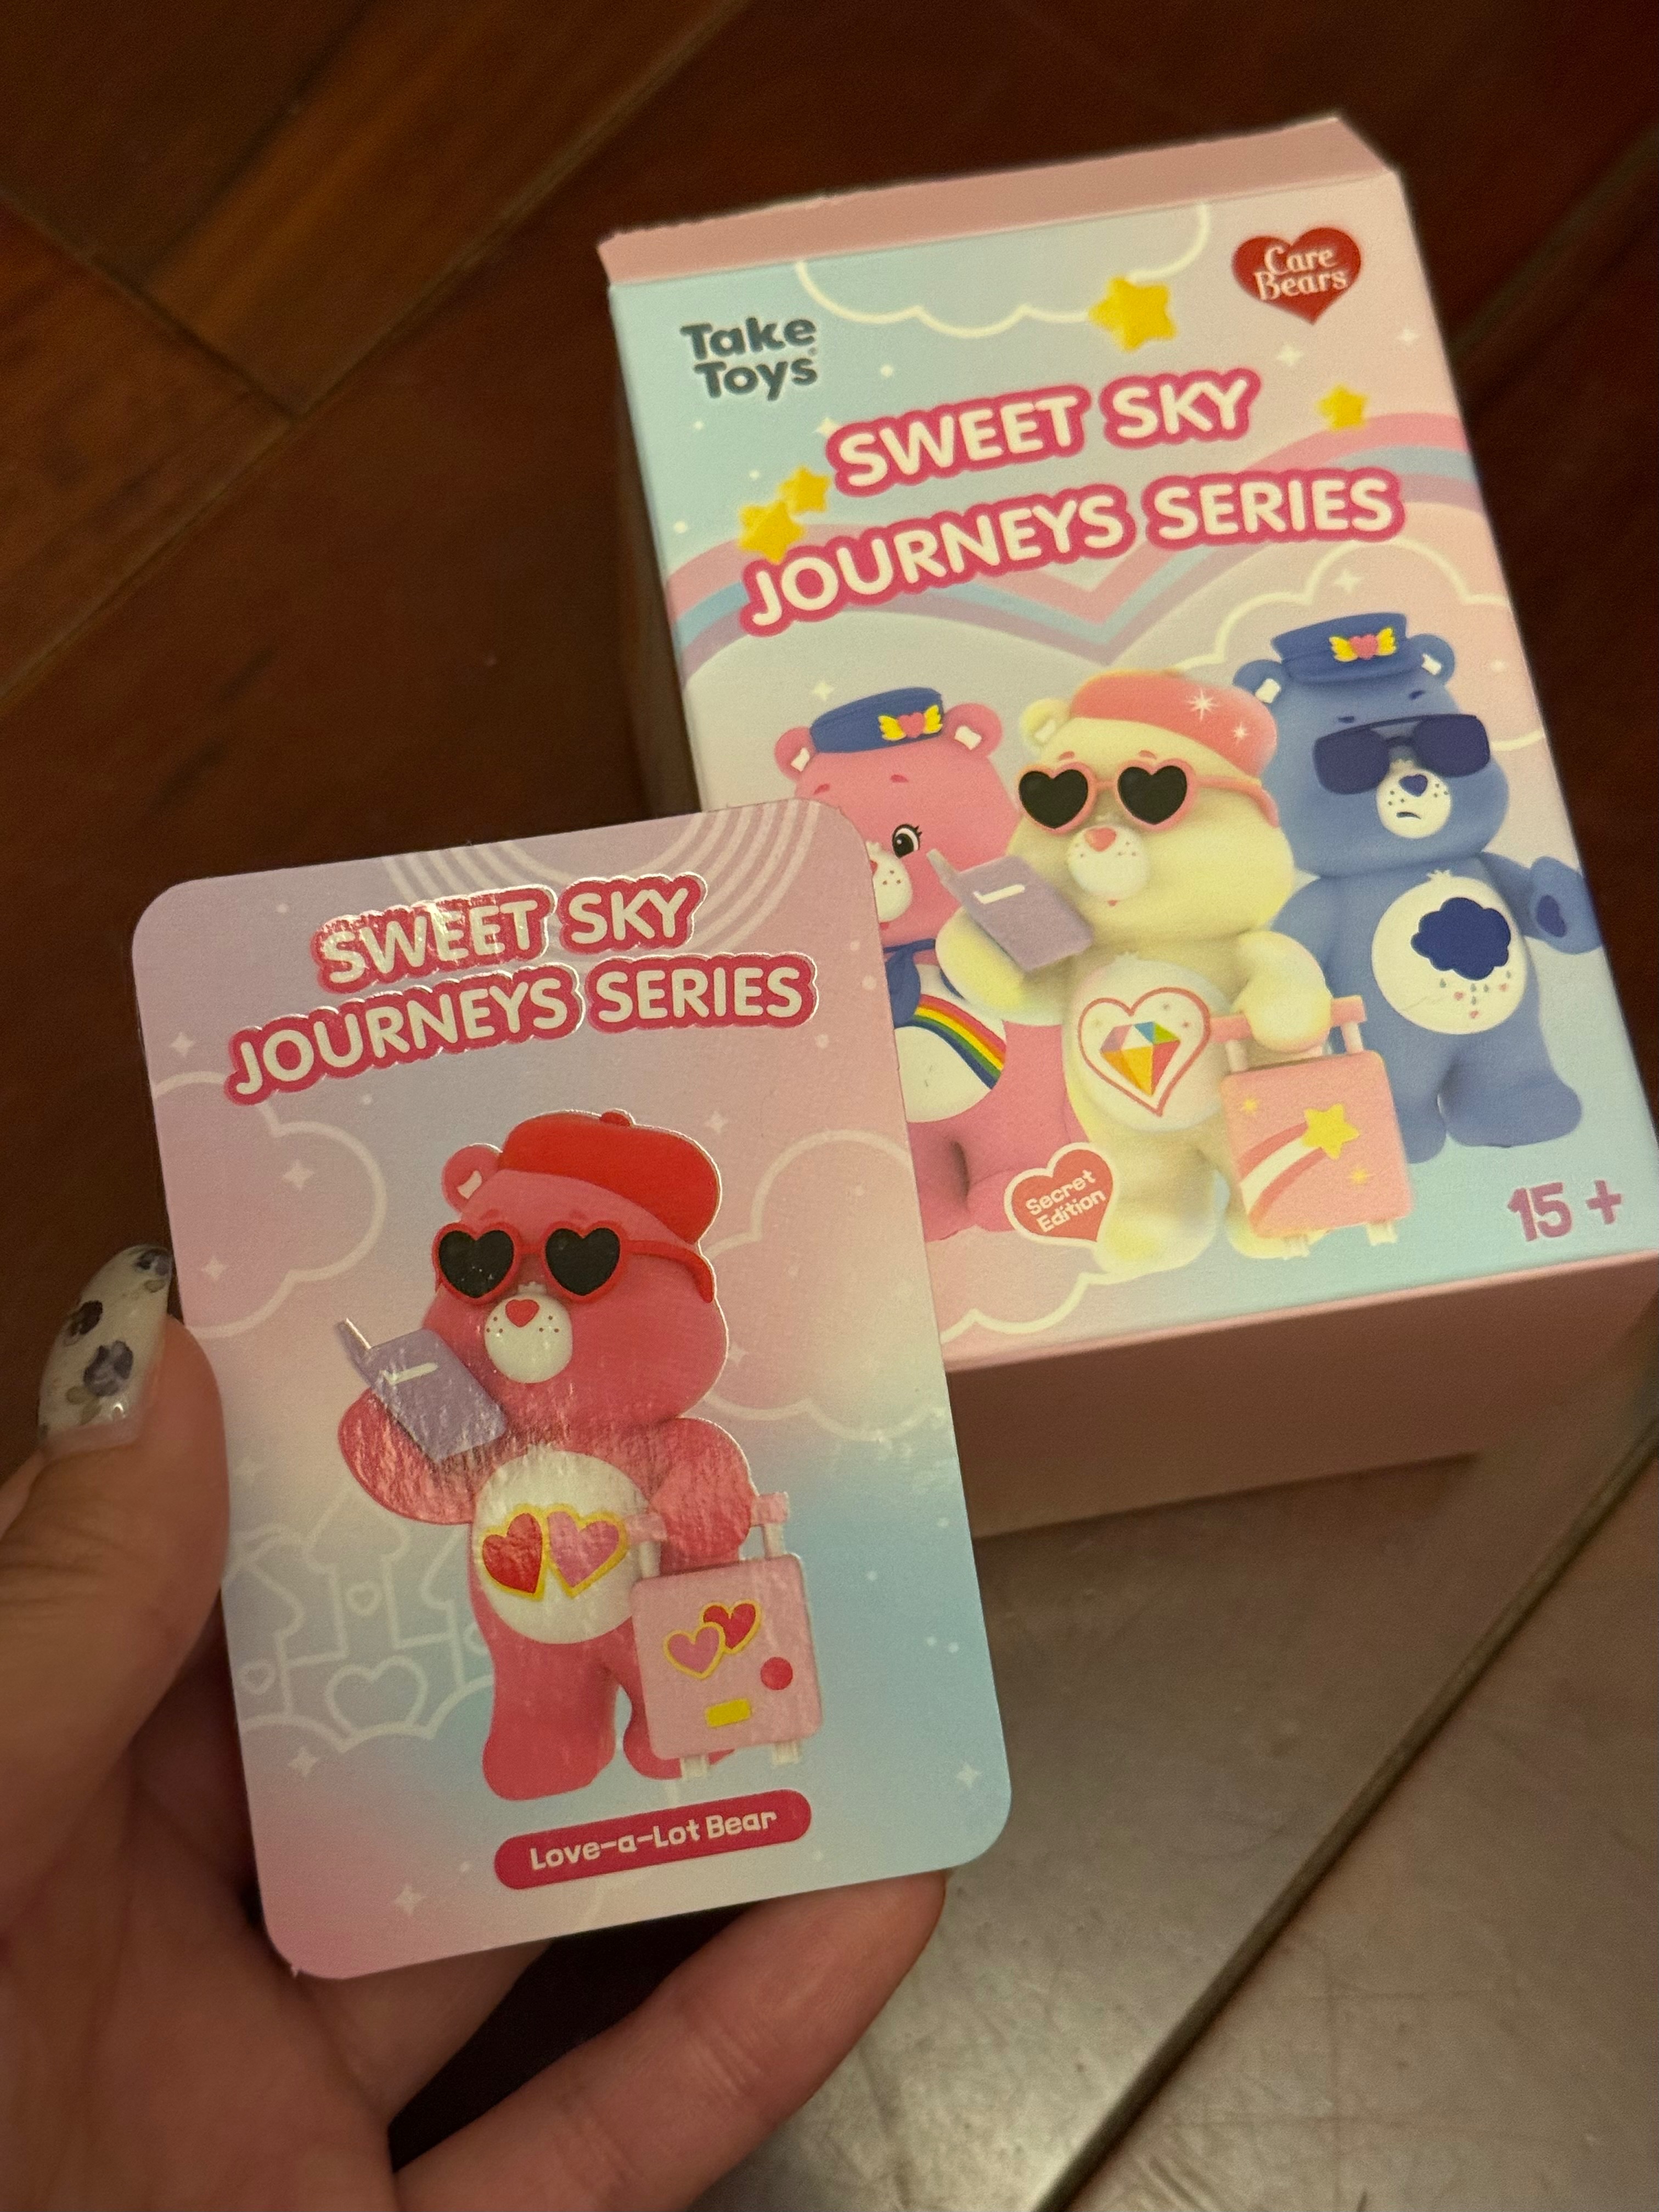 Care
Bears
Take
Toys
SWEET SKY
JOURNEYS SERIES
Secret
Edition
15+
SWEET SKY
JOURNEYS SERIES
Love-a-Lot Bear